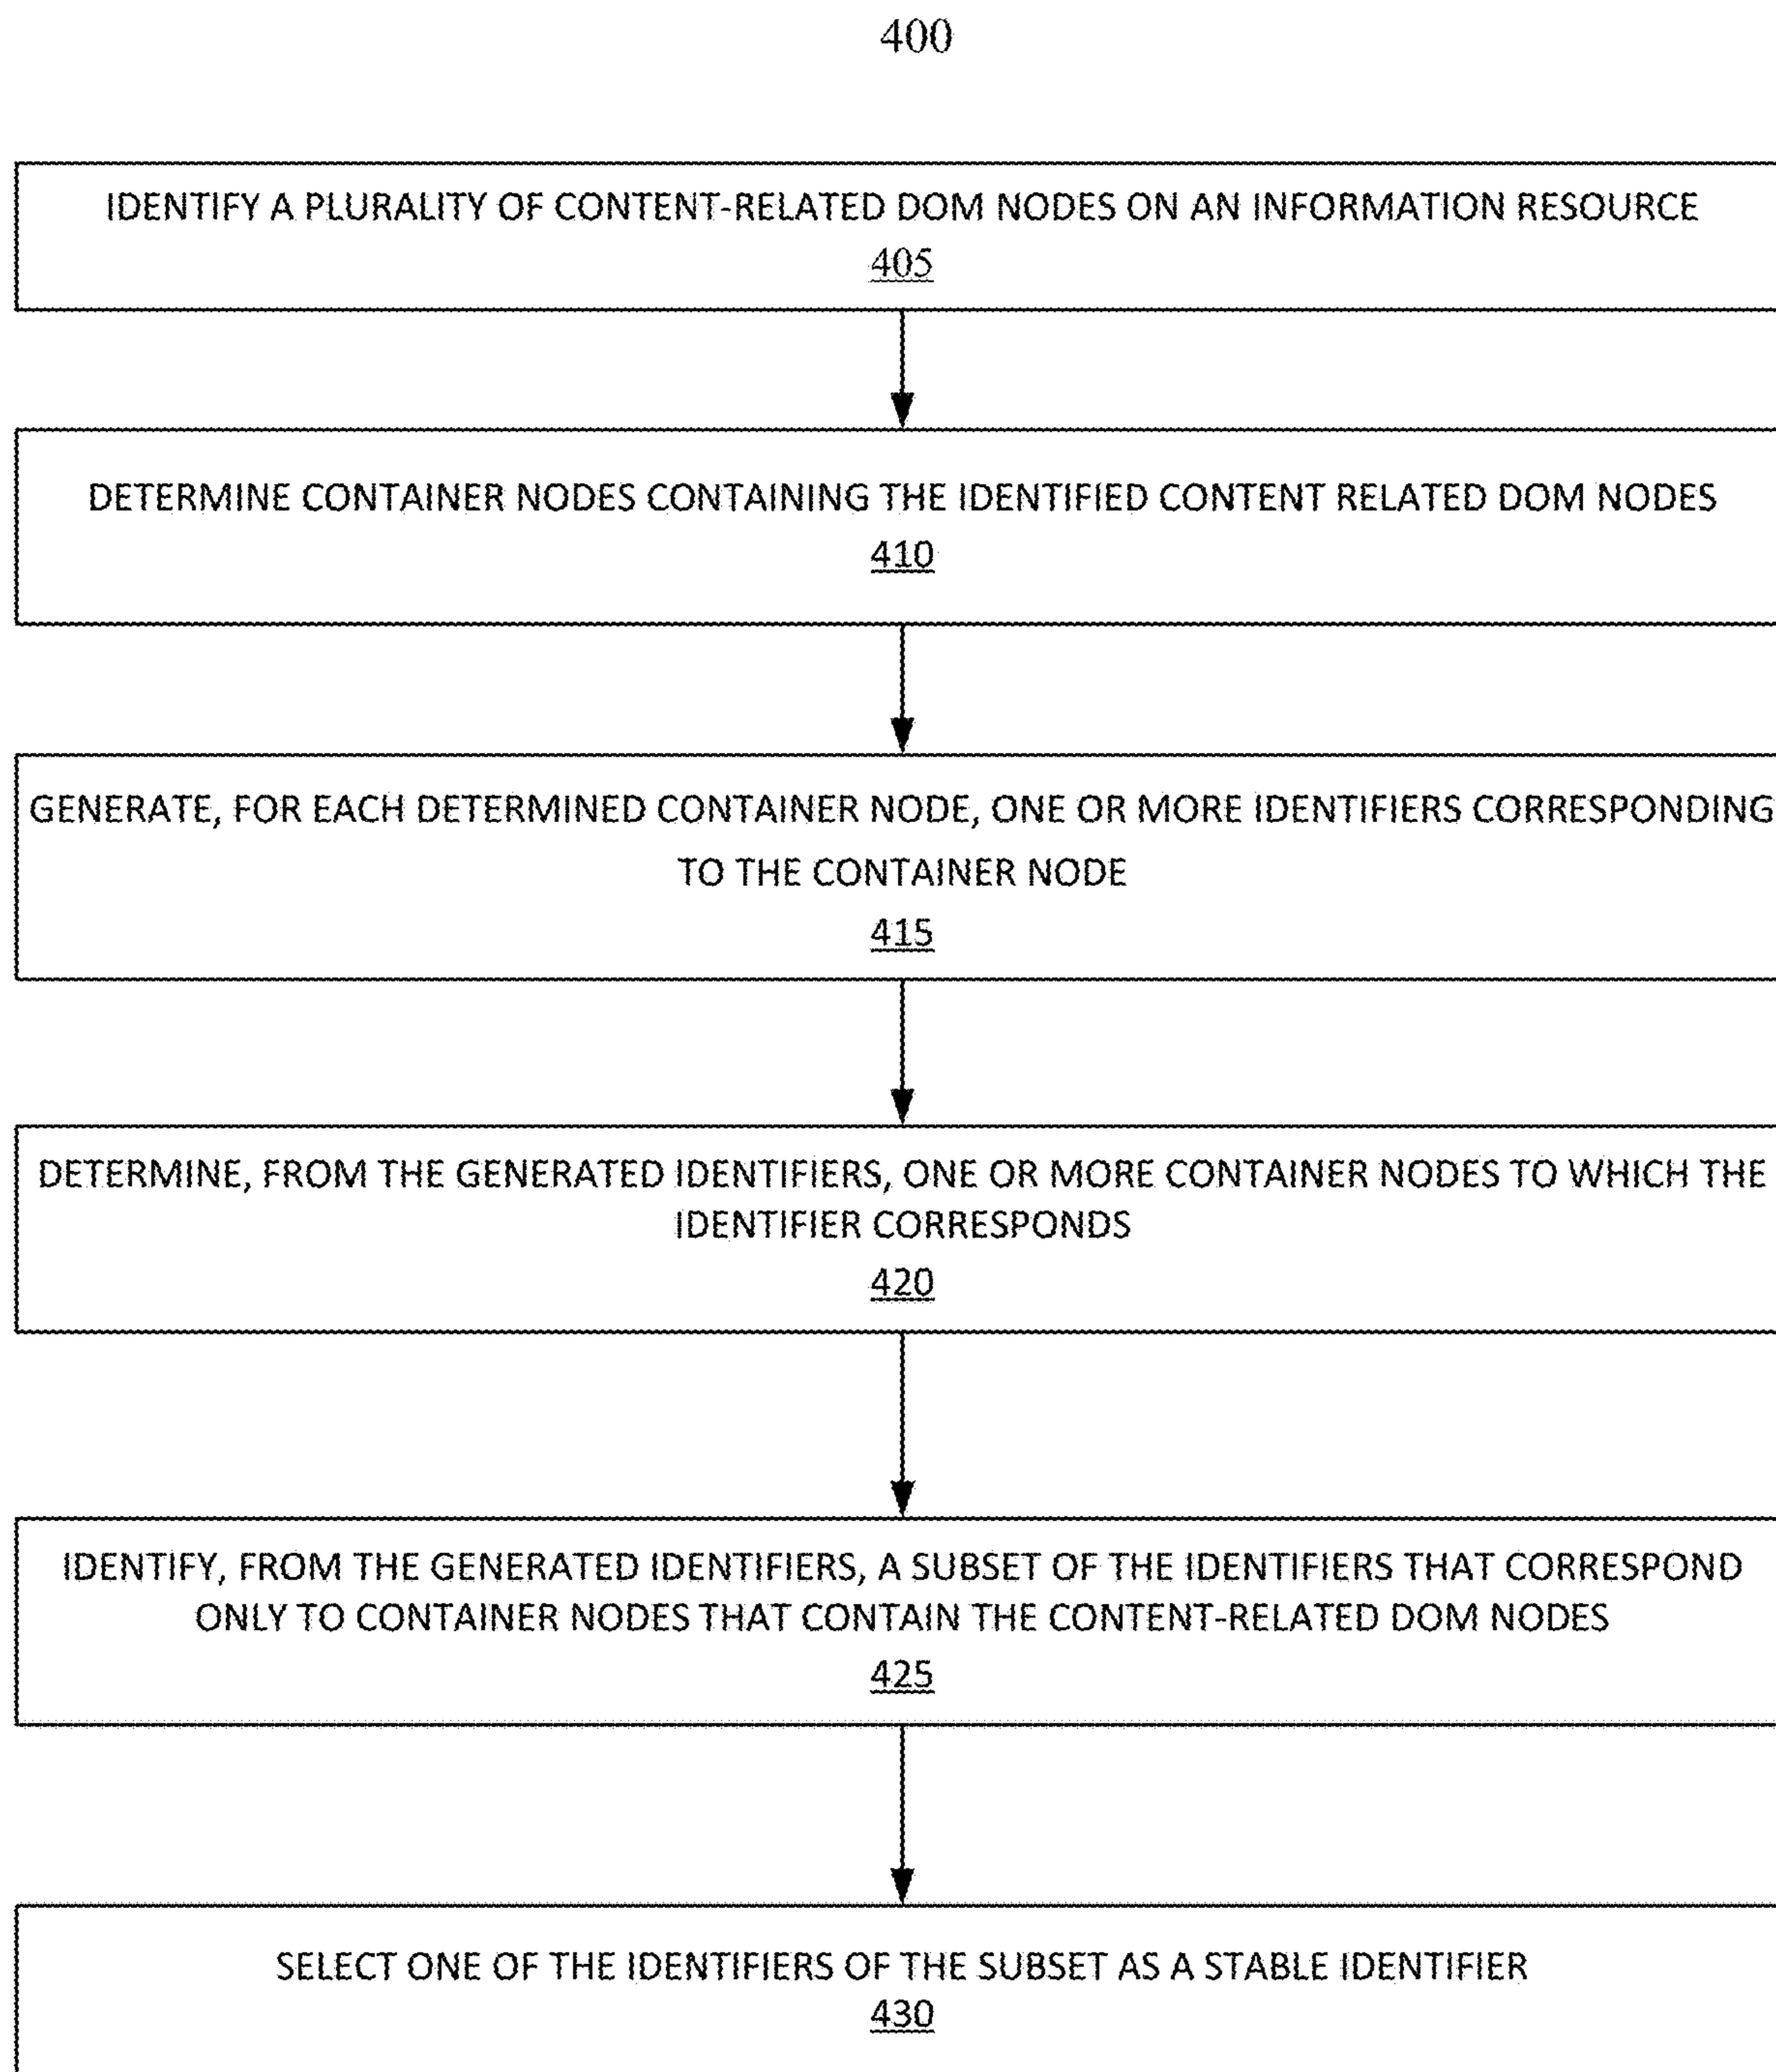 400
IDENTIFY A PLURALITY OF CONTENT-RELATED DOM NODES ON AN INFORMATION RESOURCE
405
DETERMINE CONTAINER NODES CONTAINING THE IDENTIFIED CONTENT RELATED DOM NODES
410
GENERATE, FOR EACH DETERMINED CONTAINER NODE, ONE OR MORE IDENTIFIERS CORRESPONDING
TO THE CONTAINER NODE
415
DETERMINE, FROM THE GENERATED IDENTIFIERS, ONE OR MORE CONTAINER NODES TO WHICH THE
IDENTIFIER CORRESPONDS
420
IDENTIFY, FROM THE GENERATED IDENTIFIERS, A SUBSET OF THE IDENTIFIERS THAT CORRESPOND
ONLY TO CONTAINER NODES THAT CONTAIN THE CONTENT-RELATED DOM NODES
425
SELECT ONE OF THE IDENTIFIERS OF THE SUBSET AS A STABLE IDENTIFIER
430